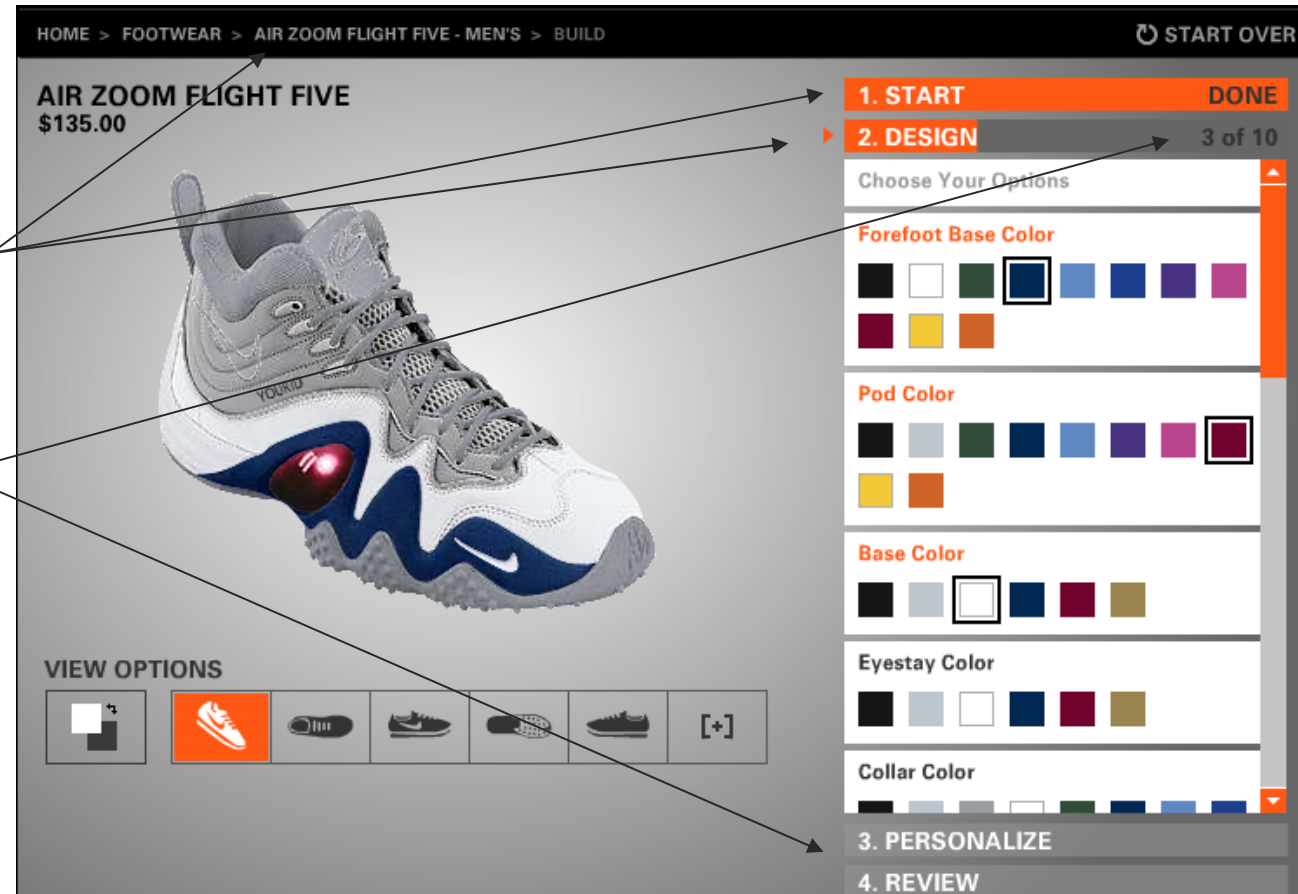 HOME > FOOTWEAR > AIR ZOOM FLIGHT FIVE - MEN'S > BUILD
START OVER
AIR ZOOM FLIGHT FIVE
$135.00
1. START DONE
2. DESIGN 3 of 10
Choose Your Options
Forefoot Base Color
Pod Color
Base Color
Eyestay Color
Collar Color
3. PERSONALIZE
4. REVIEW
YOURID
VIEW OPTIONS
[+]